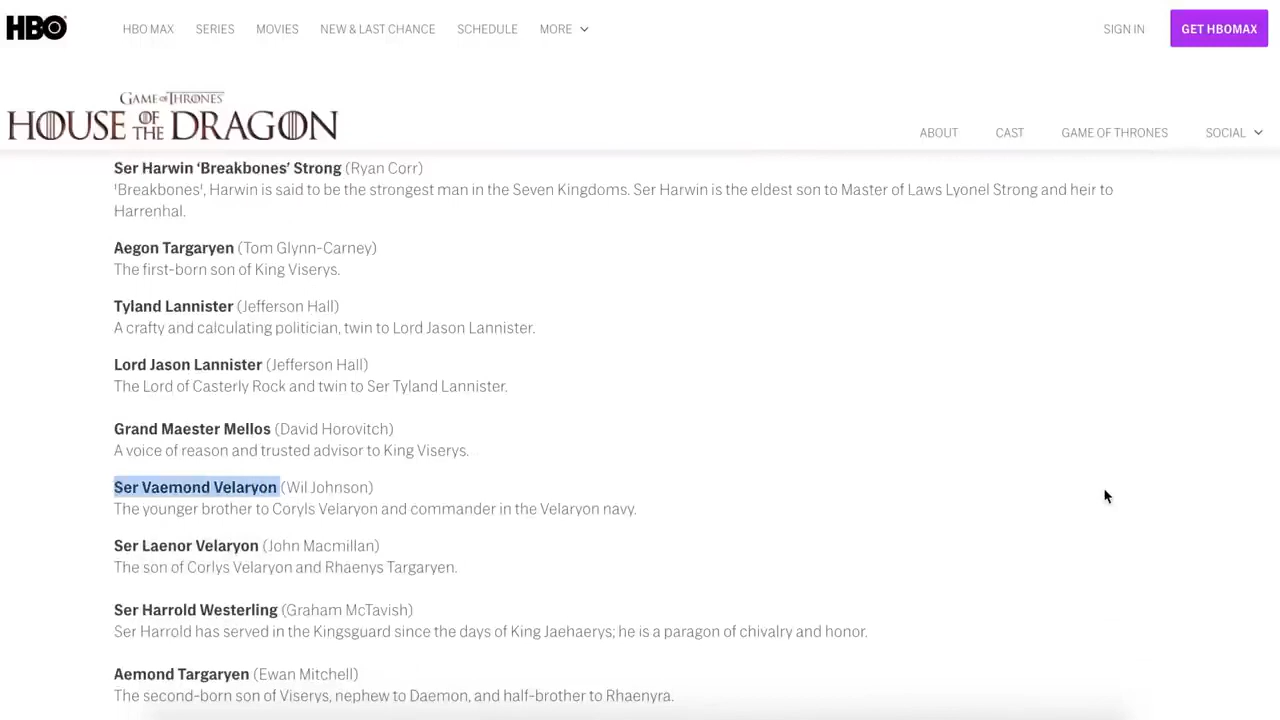 HBO HBO MAX SERIES MOVIES NEW & LAST CHANCE SCHEDULE MORE SIGN IN GET HBOMAX
GAME OF THRONES
HOUSE OF THE DRAGON
ABOUT CAST GAME OF THRONES SOCIAL
Ser Harwin ‘Breakbones’ Strong (Ryan Corr)
'Breakbones', Harwin is said to be the strongest man in the Seven Kingdoms. Ser Harwin is the eldest son to Master of Laws Lyonel Strong and heir to
Harrenhal.
Aegon Targaryen (Tom Glynn-Carney)
The first-born son of King Viserys.
Tyland Lannister (Jefferson Hall)
A crafty and calculating politician, twin to Lord Jason Lannister.
Lord Jason Lannister (Jefferson Hall)
The Lord of Casterly Rock and twin to Ser Tyland Lannister.
Grand Maester Mellos (David Horovitch)
A voice of reason and trusted advisor to King Viserys.
Ser Vaemond Velaryon (Wil Johnson)
The younger brother to Coryls Velaryon and commander in the Velaryon navy.
Ser Laenor Velaryon (John Macmillan)
The son of Corlys Velaryon and Rhaenys Targaryen.
Ser Harrold Westerling (Graham McTavish)
Ser Harrold has served in the Kingsguard since the days of King Jaehaerys; he is a paragon of chivalry and honor.
Aemond Targaryen (Ewan Mitchell)
The second-born son of Viserys, nephew to Daemon, and half-brother to Rhaenyra.